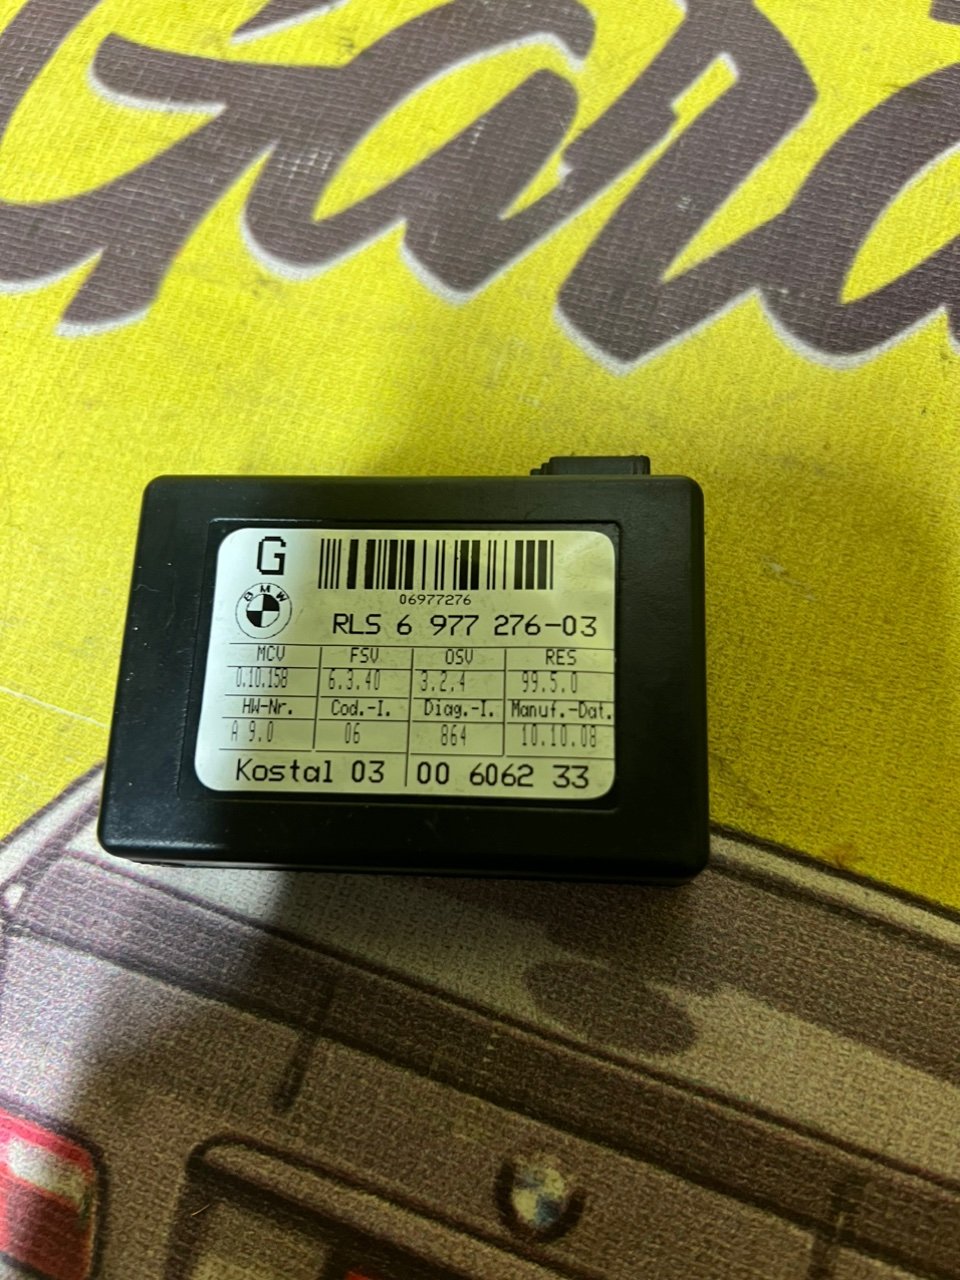 G
06977276
BMW
RLS 6 977 276-03
MCV FSV OSV RES
0.10.158 6.3.40 3.2.4 99.5.0
HW-Nr. Cod.-I. Diag.-I. Manuf.-Dat.
A 9.0 06 864 10.10.08
Kostal 03 00 6062 33